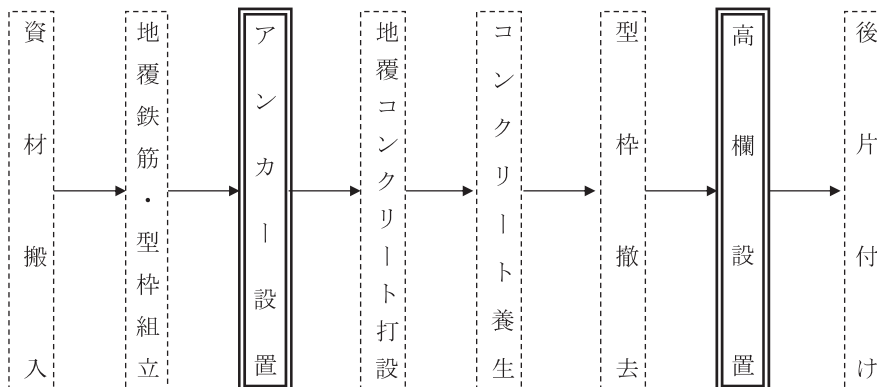 資材搬入
地覆鉄筋・型枠組立
アンカー設置
地覆コンクリート打設
コンクリート養生
型枠撤去
高欄設置
後片付け